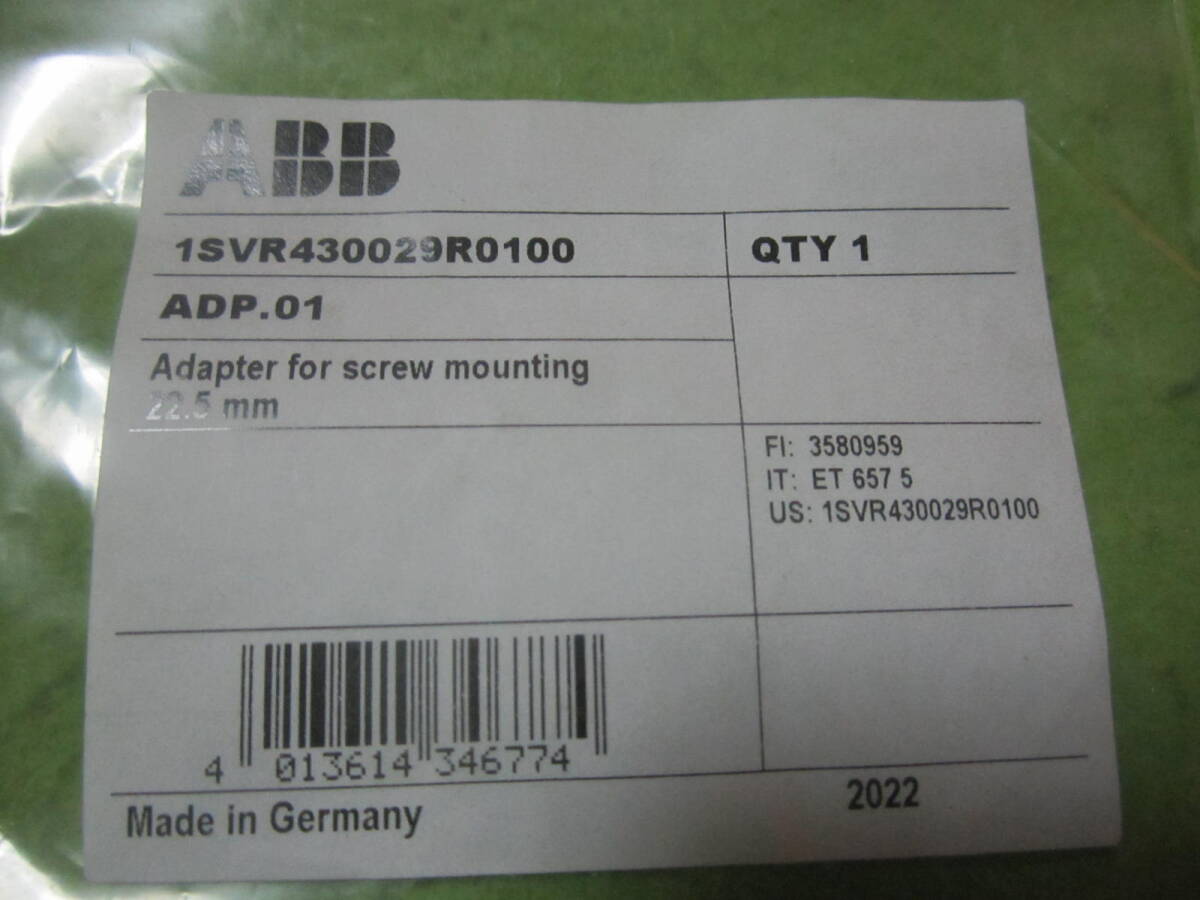 ABB
1SVR430029R0100
QTY 1
ADP.01
Adapter for screw mounting
22.5 mm
FI: 3580959
IT: ET 657 5
US: 1SVR430029R0100
4 013614 346774
Made in Germany
2022